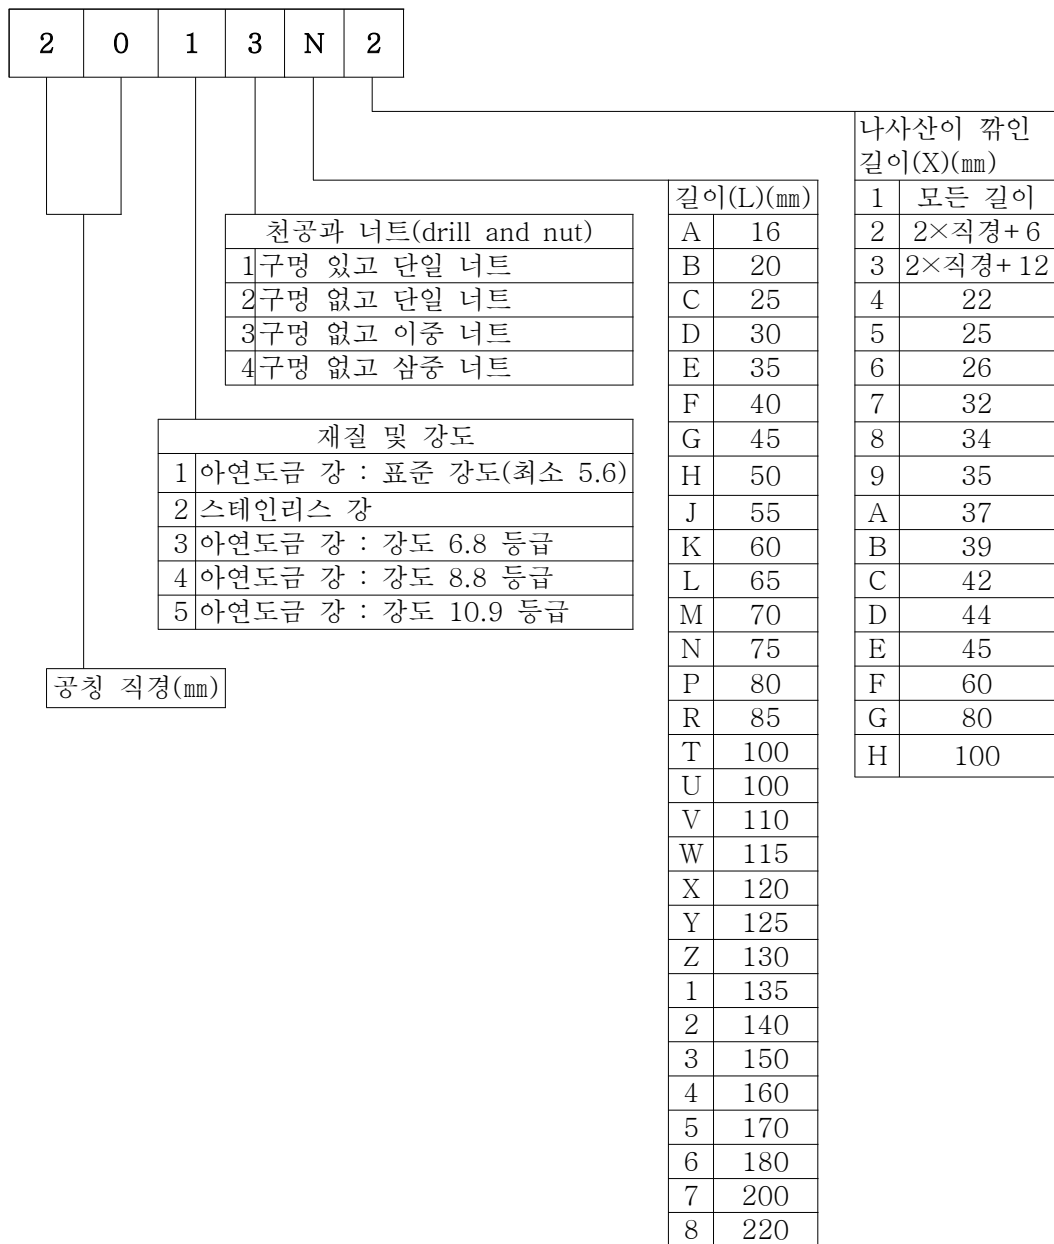 2 0 1 3 N 2
나사산이 깎인
길이(X)(㎜)
1 모든 길이
2 2×직경+6
3 2×직경+12
4 22
5 25
6 26
7 32
8 34
9 35
A 37
B 39
C 42
D 44
E 45
F 60
G 80
H 100
길이(L)(㎜)
A 16
B 20
C 25
D 30
E 35
F 40
G 45
H 50
J 55
K 60
L 65
M 70
N 75
P 80
R 85
T 100
U 100
V 110
W 115
X 120
Y 125
Z 130
1 135
2 140
3 150
4 160
5 170
6 180
7 200
8 220
천공과 너트(drill and nut)
1 구멍 있고 단일 너트
2 구멍 없고 단일 너트
3 구멍 없고 이중 너트
4 구멍 없고 삼중 너트
재질 및 강도
1 아연도금 강 : 표준 강도(최소 5.6)
2 스테인리스 강
3 아연도금 강 : 강도 6.8 등급
4 아연도금 강 : 강도 8.8 등급
5 아연도금 강 : 강도 10.9 등급
공칭 직경(㎜)